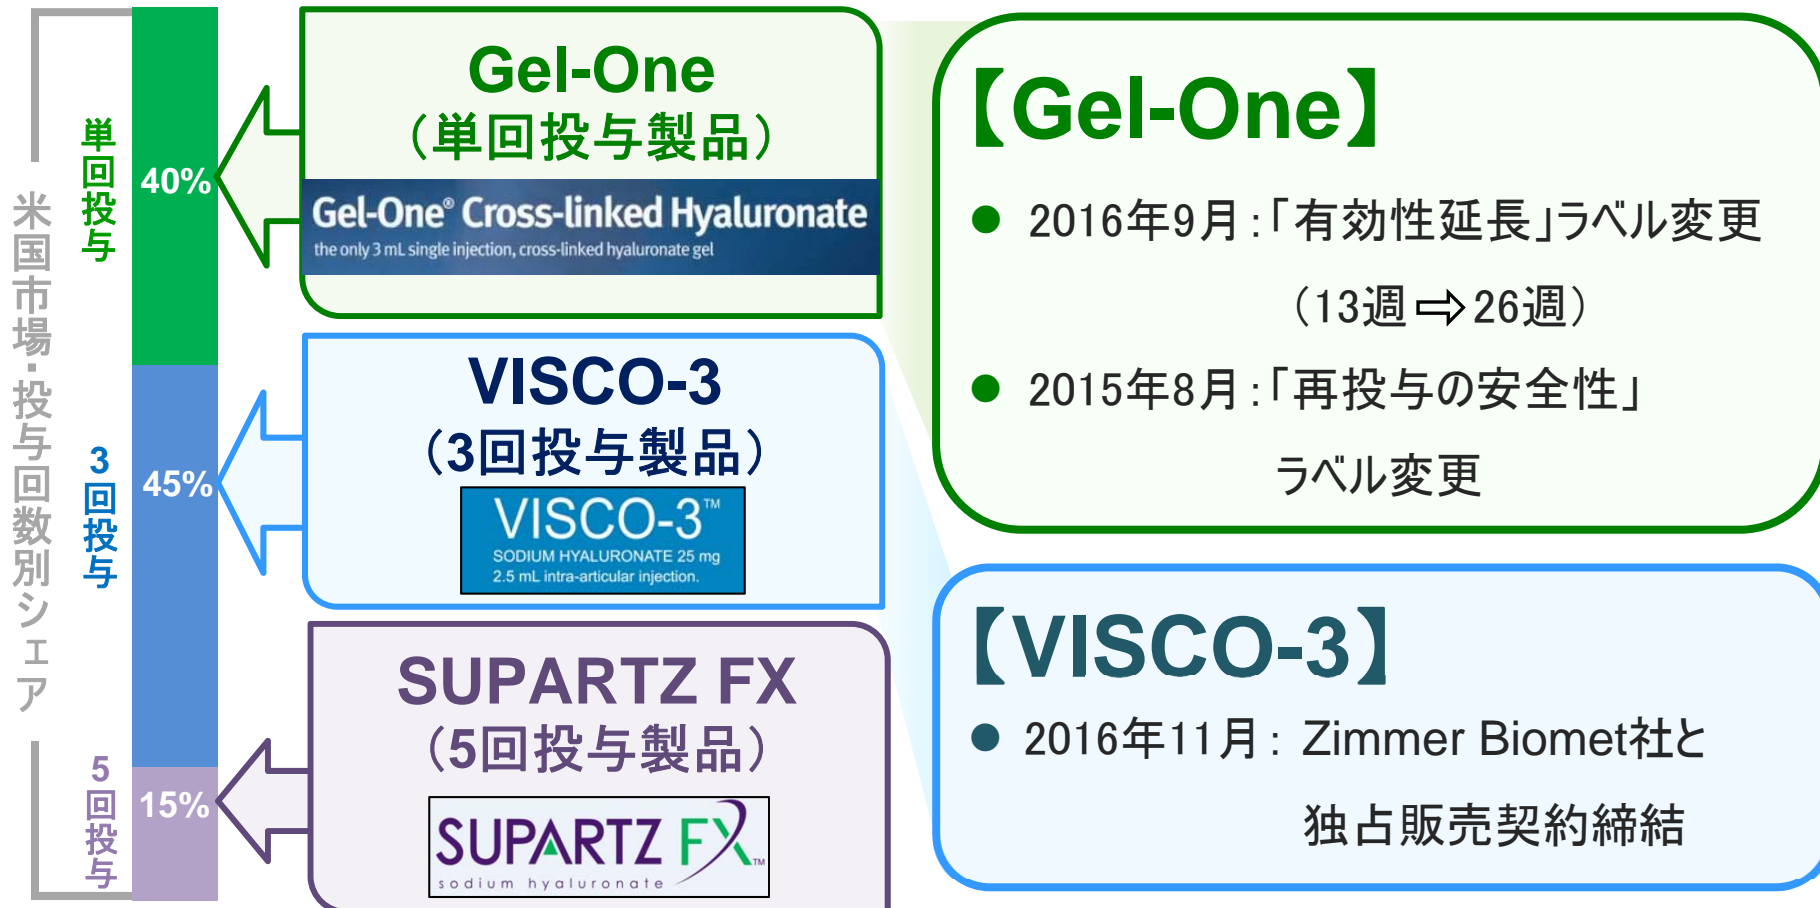 米国市場・投与回数別シェア
単回投与
40%
3回投与
45%
5回投与
15%
Gel-One
（単回投与製品）
Gel-One® Cross-linked Hyaluronate
the only 3 mL single injection, cross-linked hyaluronate gel
VISCO-3
（3回投与製品）
VISCO-3™
SODIUM HYALURONATE 25 mg
2.5 mL intra-articular injection.
SUPARTZ FX
（5回投与製品）
SUPARTZ FX™
sodium hyaluronate
【Gel-One】
● 2016年9月：「有効性延長」ラベル変更
（13週⇨26週）
● 2015年8月：「再投与の安全性」
ラベル変更
【VISCO-3】
● 2016年11月： Zimmer Biomet社と
独占販売契約締結